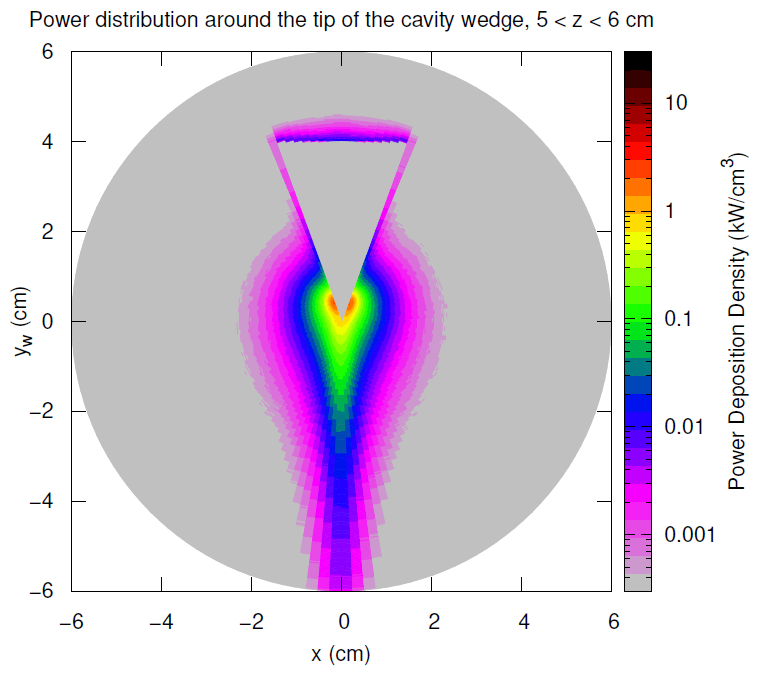 Power distribution around the tip of the cavity wedge, 5 < z < 6 cm
6
4
2
0
−2
−4
−6
y_w (cm)
−6 −4 −2 0 2 4 6
x (cm)
10
1
0.1
0.01
0.001
Power Deposition Density (kW/cm³)